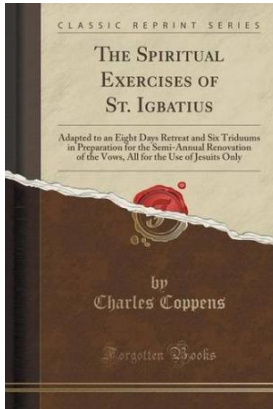 CLASSIC REPRINT SERIES
THE SPIRITUAL
EXERCISES OF
ST. IGBATIUS
Adapted to an Eight Days Retreat and Six Triduums
in Preparation for the Semi-Annual Renovation
of the Vows, All for the Use of Jesuits Only
by
Charles Coppens
Forgotten Books